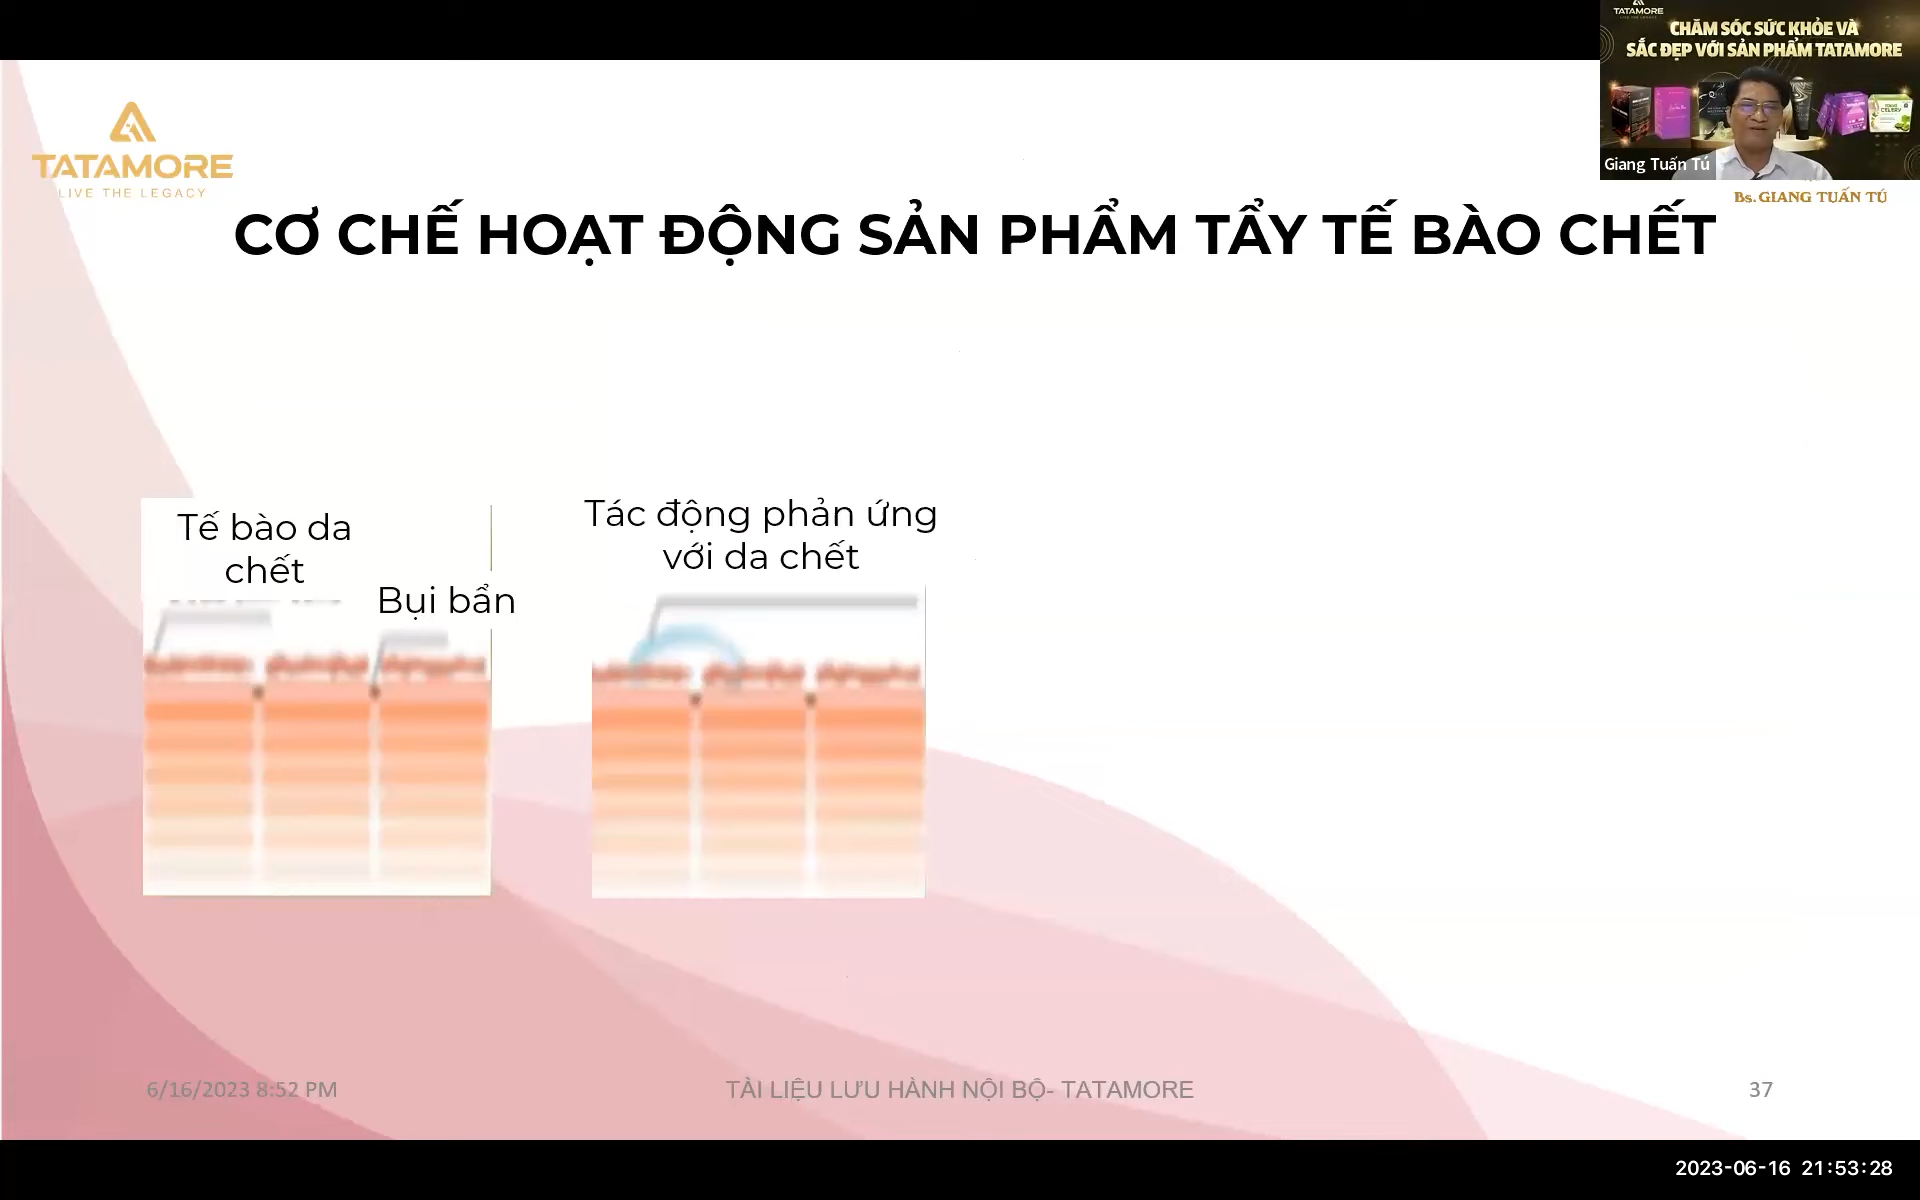 TATAMORE
CHĂM SÓC SỨC KHỎE VÀ
SẮC ĐẸP VỚI SẢN PHẨM TATAMORE
CELERY
Giang Tuấn Tú
Bs. GIANG TUẤN TÚ
TATAMORE
LIVE THE LEGACY
CƠ CHẾ HOẠT ĐỘNG SẢN PHẨM TẨY TẾ BÀO CHẾT
Tế bào da
chết
Bụi bẩn
Tác động phản ứng
với da chết
6/16/2023 8:52 PM
TÀI LIỆU LƯU HÀNH NỘI BỘ- TATAMORE
37
2023-06-16 21:53:28